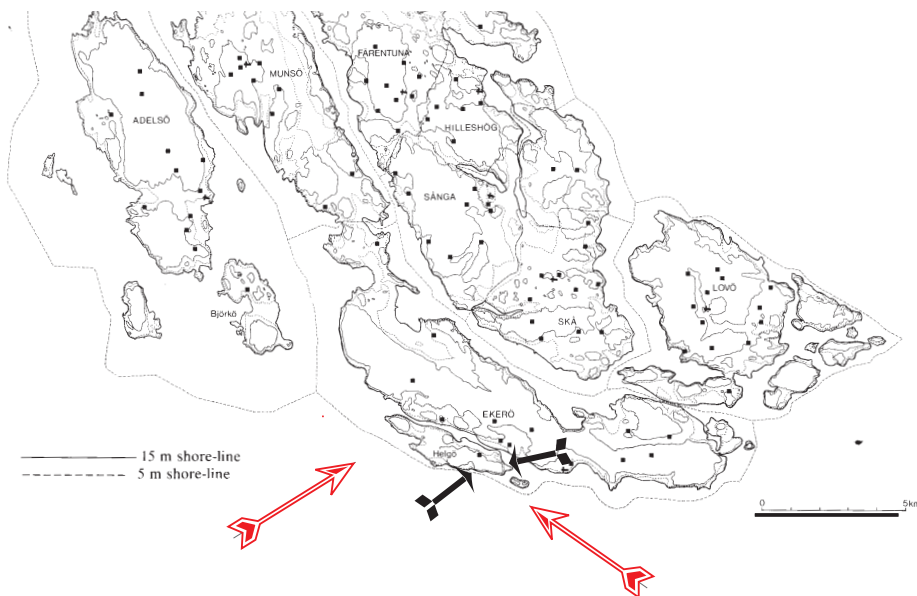 FÄRENTUNA
MUNSÖ
ADELSÖ
HILLESHÖG
SÅNGA
LOVÖ
Björkö
SKÅ
EKERÖ
Helgö
15 m shore-line
5 m shore-line
0 5km